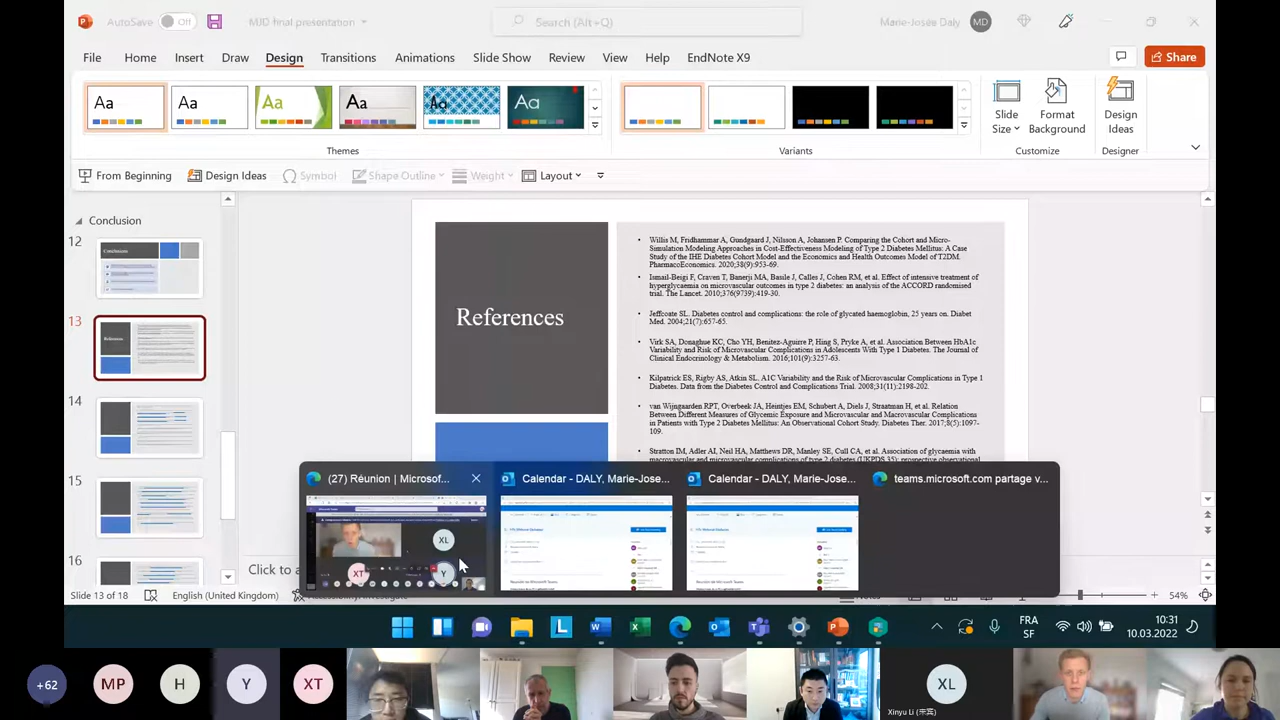 AutoSave Off MJD final presentation Search (Alt+Q) Marie-Josée Daly MD
File Home Insert Draw Design Transitions Animations Slide Show Review View Help EndNote X9 Share
Aa Aa Aa Aa Aa Aa
Slide Size
Format Background
Design Ideas
Themes Variants Customize Designer
From Beginning Design Ideas Symbol Shape Outline Weight Layout
Conclusion
12
13
14
15
16
References
• Willis M, Fridhammar A, Gundgaard J, Nilsson A, Johansen P. Comparing the Cohort and Micro-
Simulation Modeling Approaches in Cost-Effectiveness Modeling of Type 2 Diabetes Mellitus: A Case
Study of the IHE Diabetes Cohort Model and the Economics and Health Outcomes Model of T2DM.
PharmacoEconomics. 2020;38(9):953-69.
• Ismail-Beigi F, Craven T, Banerji MA, Basile J, Calles J, Cohen RM, et al. Effect of intensive treatment of
hyperglycaemia on microvascular outcomes in type 2 diabetes: an analysis of the ACCORD randomised
trial. The Lancet. 2010;376(9739):419-30.
• Jeffcoate SL. Diabetes control and complications: the role of glycated haemoglobin, 25 years on. Diabet
Med. 2004;21(7):657-65.
• Virk SA, Donaghue KC, Cho YH, Benitez-Aguirre P, Hing S, Pryke A, et al. Association Between HbA1c
Variability and Risk of Microvascular Complications in Adolescents With Type 1 Diabetes. The Journal of
Clinical Endocrinology & Metabolism. 2016;101(9):3257-63.
• Kilpatrick ES, Rigby AS, Atkin SL. A1C Variability and the Risk of Microvascular Complications in Type 1
Diabetes. Data from the Diabetes Control and Complications Trial. 2008;31(11):2198-202.
• van Wijngaarden RPT, Overbeek JA, Heintjes EM, Schubert A, Diels J, Straatman H, et al. Relation
Between Different Measures of Glycemic Exposure and Microvascular and Macrovascular Complications
in Patients with Type 2 Diabetes Mellitus: An Observational Cohort Study. Diabetes Ther. 2017;8(5):1097-
109.
• Stratton IM, Adler AI, Neil HA, Matthews DR, Manley SE, Cull CA, et al. Association of glycaemia with
macrovascular and microvascular complications of type 2 diabetes (UKPDS 35): prospective observational
(27) Réunion | Microsof... Calendar - DALY, Marie-Jose... Calendar - DALY, Marie-Jose... teams.microsoft.com partage v...
XL
XT Y
Click to a
Slide 13 of English (United Kingdom) 54%
FRA
SF
10:31
10.03.2022
+62 MP H Y XT XL
Xinyu Li